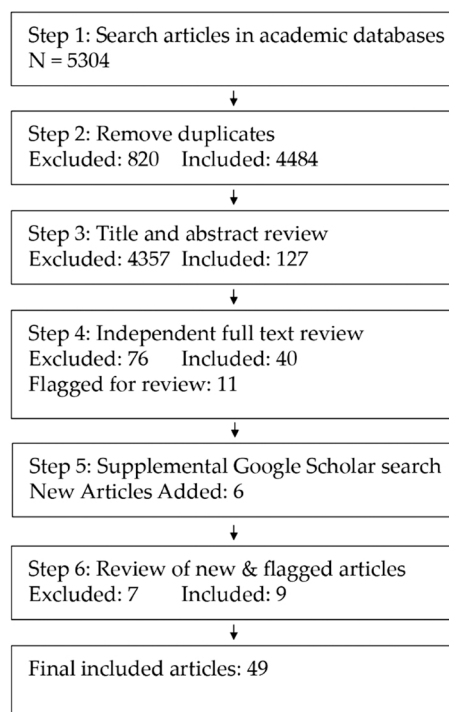 Step 1: Search articles in academic databases
N = 5304
Step 2: Remove duplicates
Excluded: 820 Included: 4484
Step 3: Title and abstract review
Excluded: 4357 Included: 127
Step 4: Independent full text review
Excluded: 76 Included: 40
Flagged for review: 11
Step 5: Supplemental Google Scholar search
New Articles Added: 6
Step 6: Review of new & flagged articles
Excluded: 7 Included: 9
Final included articles: 49